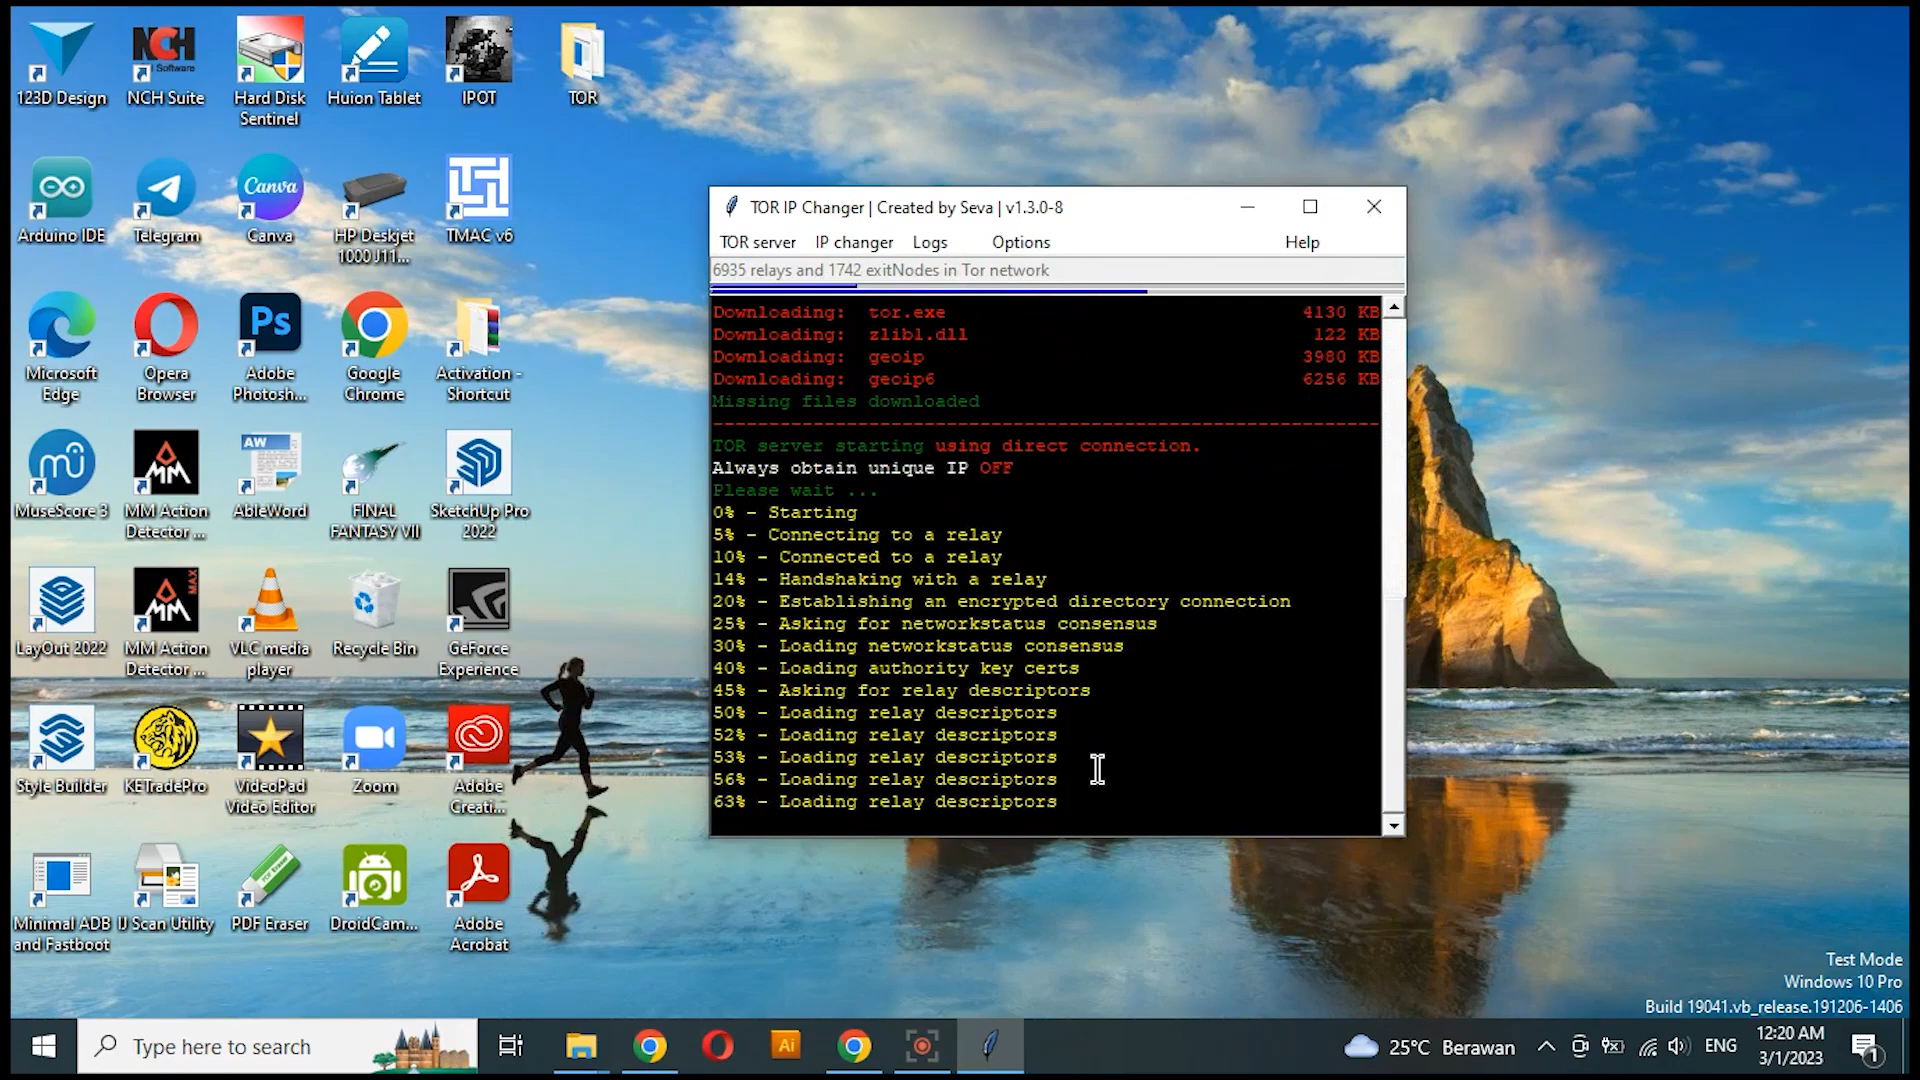 123D Design
NCH
Software
NCH Suite
Hard Disk
Sentinel
Huion Tablet
IPOT
TOR
Arduino IDE
Telegram
Canva
Canva
HP Deskjet
1000 J11...
TMAC v6
Microsoft
Edge
Opera
Browser
Ps
Adobe
Photosh...
Google
Chrome
Activation -
Shortcut
MuseScore 3
MM
MM Action
Detector ...
AW
AbleWord
FINAL
FANTASY VII
SketchUp Pro
2022
LayOut 2022
MM
MAX
MM Action
Detector ...
VLC media
player
Recycle Bin
GeForce
Experience
Style Builder
KETradePro
VideoPad
Video Editor
Zoom
Adobe
Creati...
Minimal ADB
and Fastboot
IJ Scan Utility
PDF Eraser
DroidCam...
Adobe
Acrobat
TOR IP Changer | Created by Seva | v1.3.0-8
TOR server IP changer Logs Options Help
6935 relays and 1742 exitNodes in Tor network
Downloading: tor.exe 4130 KB
Downloading: zlib1.dll 122 KB
Downloading: geoip 3980 KB
Downloading: geoip6 6256 KB
Missing files downloaded
------------------------------------------------------------
TOR server starting using direct connection.
Always obtain unique IP OFF
Please wait ...
0% - Starting
5% - Connecting to a relay
10% - Connected to a relay
14% - Handshaking with a relay
20% - Establishing an encrypted directory connection
25% - Asking for networkstatus consensus
30% - Loading networkstatus consensus
40% - Loading authority key certs
45% - Asking for relay descriptors
50% - Loading relay descriptors
52% - Loading relay descriptors
53% - Loading relay descriptors
56% - Loading relay descriptors
63% - Loading relay descriptors
Test Mode
Windows 10 Pro
Build 19041.vb_release.191206-1406
Type here to search
Ai
25°C Berawan
ENG
12:20 AM
3/1/2023
1